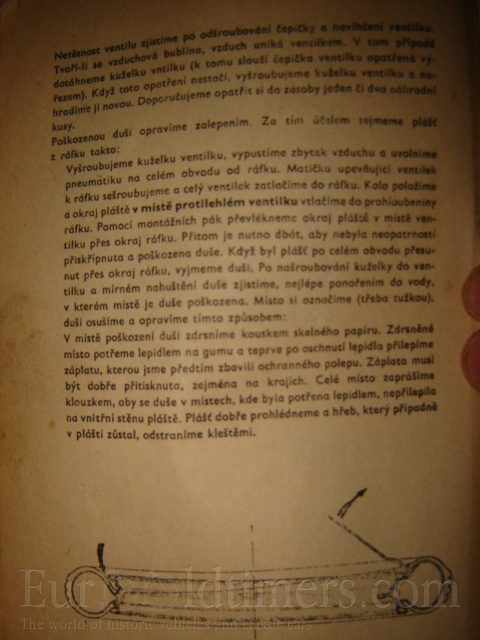 Netěsnost ventilu zjistíme po odšroubování čepičky a navlhčení ventilku.
Tvoří-li se vzduchová bublina, vzduch uniká ventilkem. V tom případě
dotáhneme kuželku vntilku (k tomu slouží čepička ventilku opatřená vý-
řezem). Když toto opatření nestačí, vyšroubujeme kuželku ventilku a na-
hradíme ji novou. Doporučujeme opatřit si do zásoby jeden či dva náhradní
kusy.
Poškozenou duši opravíme zalepením. Za tím účelem sejmeme plášť
z ráfku takto:
Vyšroubujeme kuželku ventilku, vypustíme zbytek vzduchu a uvolníme
pneumatiku na celém obvodu od ráfku. Matičku upevňující ventilek
k ráfku sešroubujeme a celý ventilek zatlačíme do ráfku. Kolo položíme
a okraj pláště v místě protilehlém ventilku vtlačíme do prohloubeniny
ráfku. Pomocí montážních pák převléknemc okraj pláště v místě ven-
tilku přes okraj ráfku. Přitom je nutno dbát, aby nebyla neopatrností
přiskřípnuta a poškozena duše. Když byl plášť po celém obvodu přesu-
nut přes okraj ráfku, vyjmeme duši. Po našroubování kuželky do ven-
tilku a mírném nahuštění duše zjistíme, nejlépe ponořením do vody,
v kterém místě je duše poškozena. Místo si označíme (třeba tužkou),
duši osušíme a opravíme tímto způsobem:
V místě poškození duši zdrsníme kouskem skelného papíru. Zdrsněné
místo potřeme lepidlem na gumu a teprve po oschnutí lepidla přilepíme
záplatu, kterou jsme předtím zbavili ochranného polepu. Záplata musí
být dobře přitisknuta, zejména na krajích. Celé místo zaprášíme
klouzkem, aby se duše v místech, kde byla potřena lepidlem, nepřilepila
na vnitřní stěnu pláště. Plášť dobře prohlédneme a hřeb, který případně
v plášti zůstal, odstraníme kleštěmi.
The world of historic vehicles and classic cars